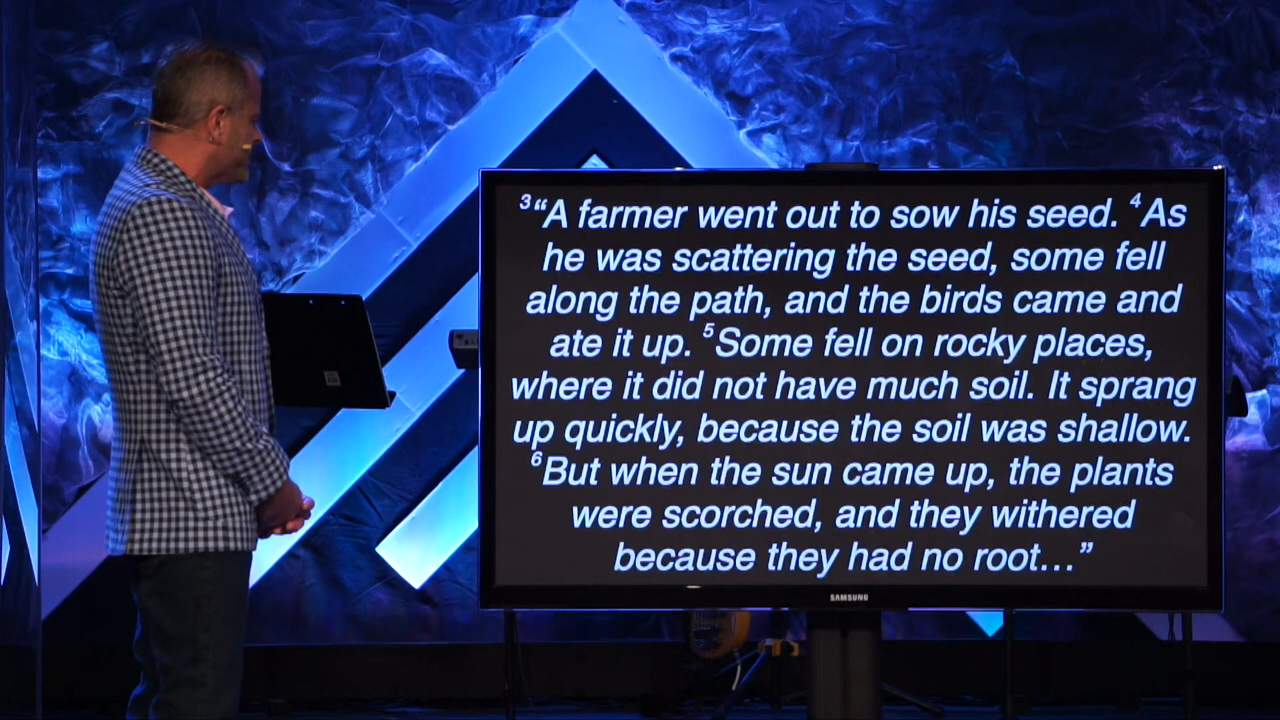 ³“A farmer went out to sow his seed. ⁴As
he was scattering the seed, some fell
along the path, and the birds came and
ate it up. ⁵Some fell on rocky places,
where it did not have much soil. It sprang
up quickly, because the soil was shallow.
⁶But when the sun came up, the plants
were scorched, and they withered
because they had no root…”
SAMSUNG